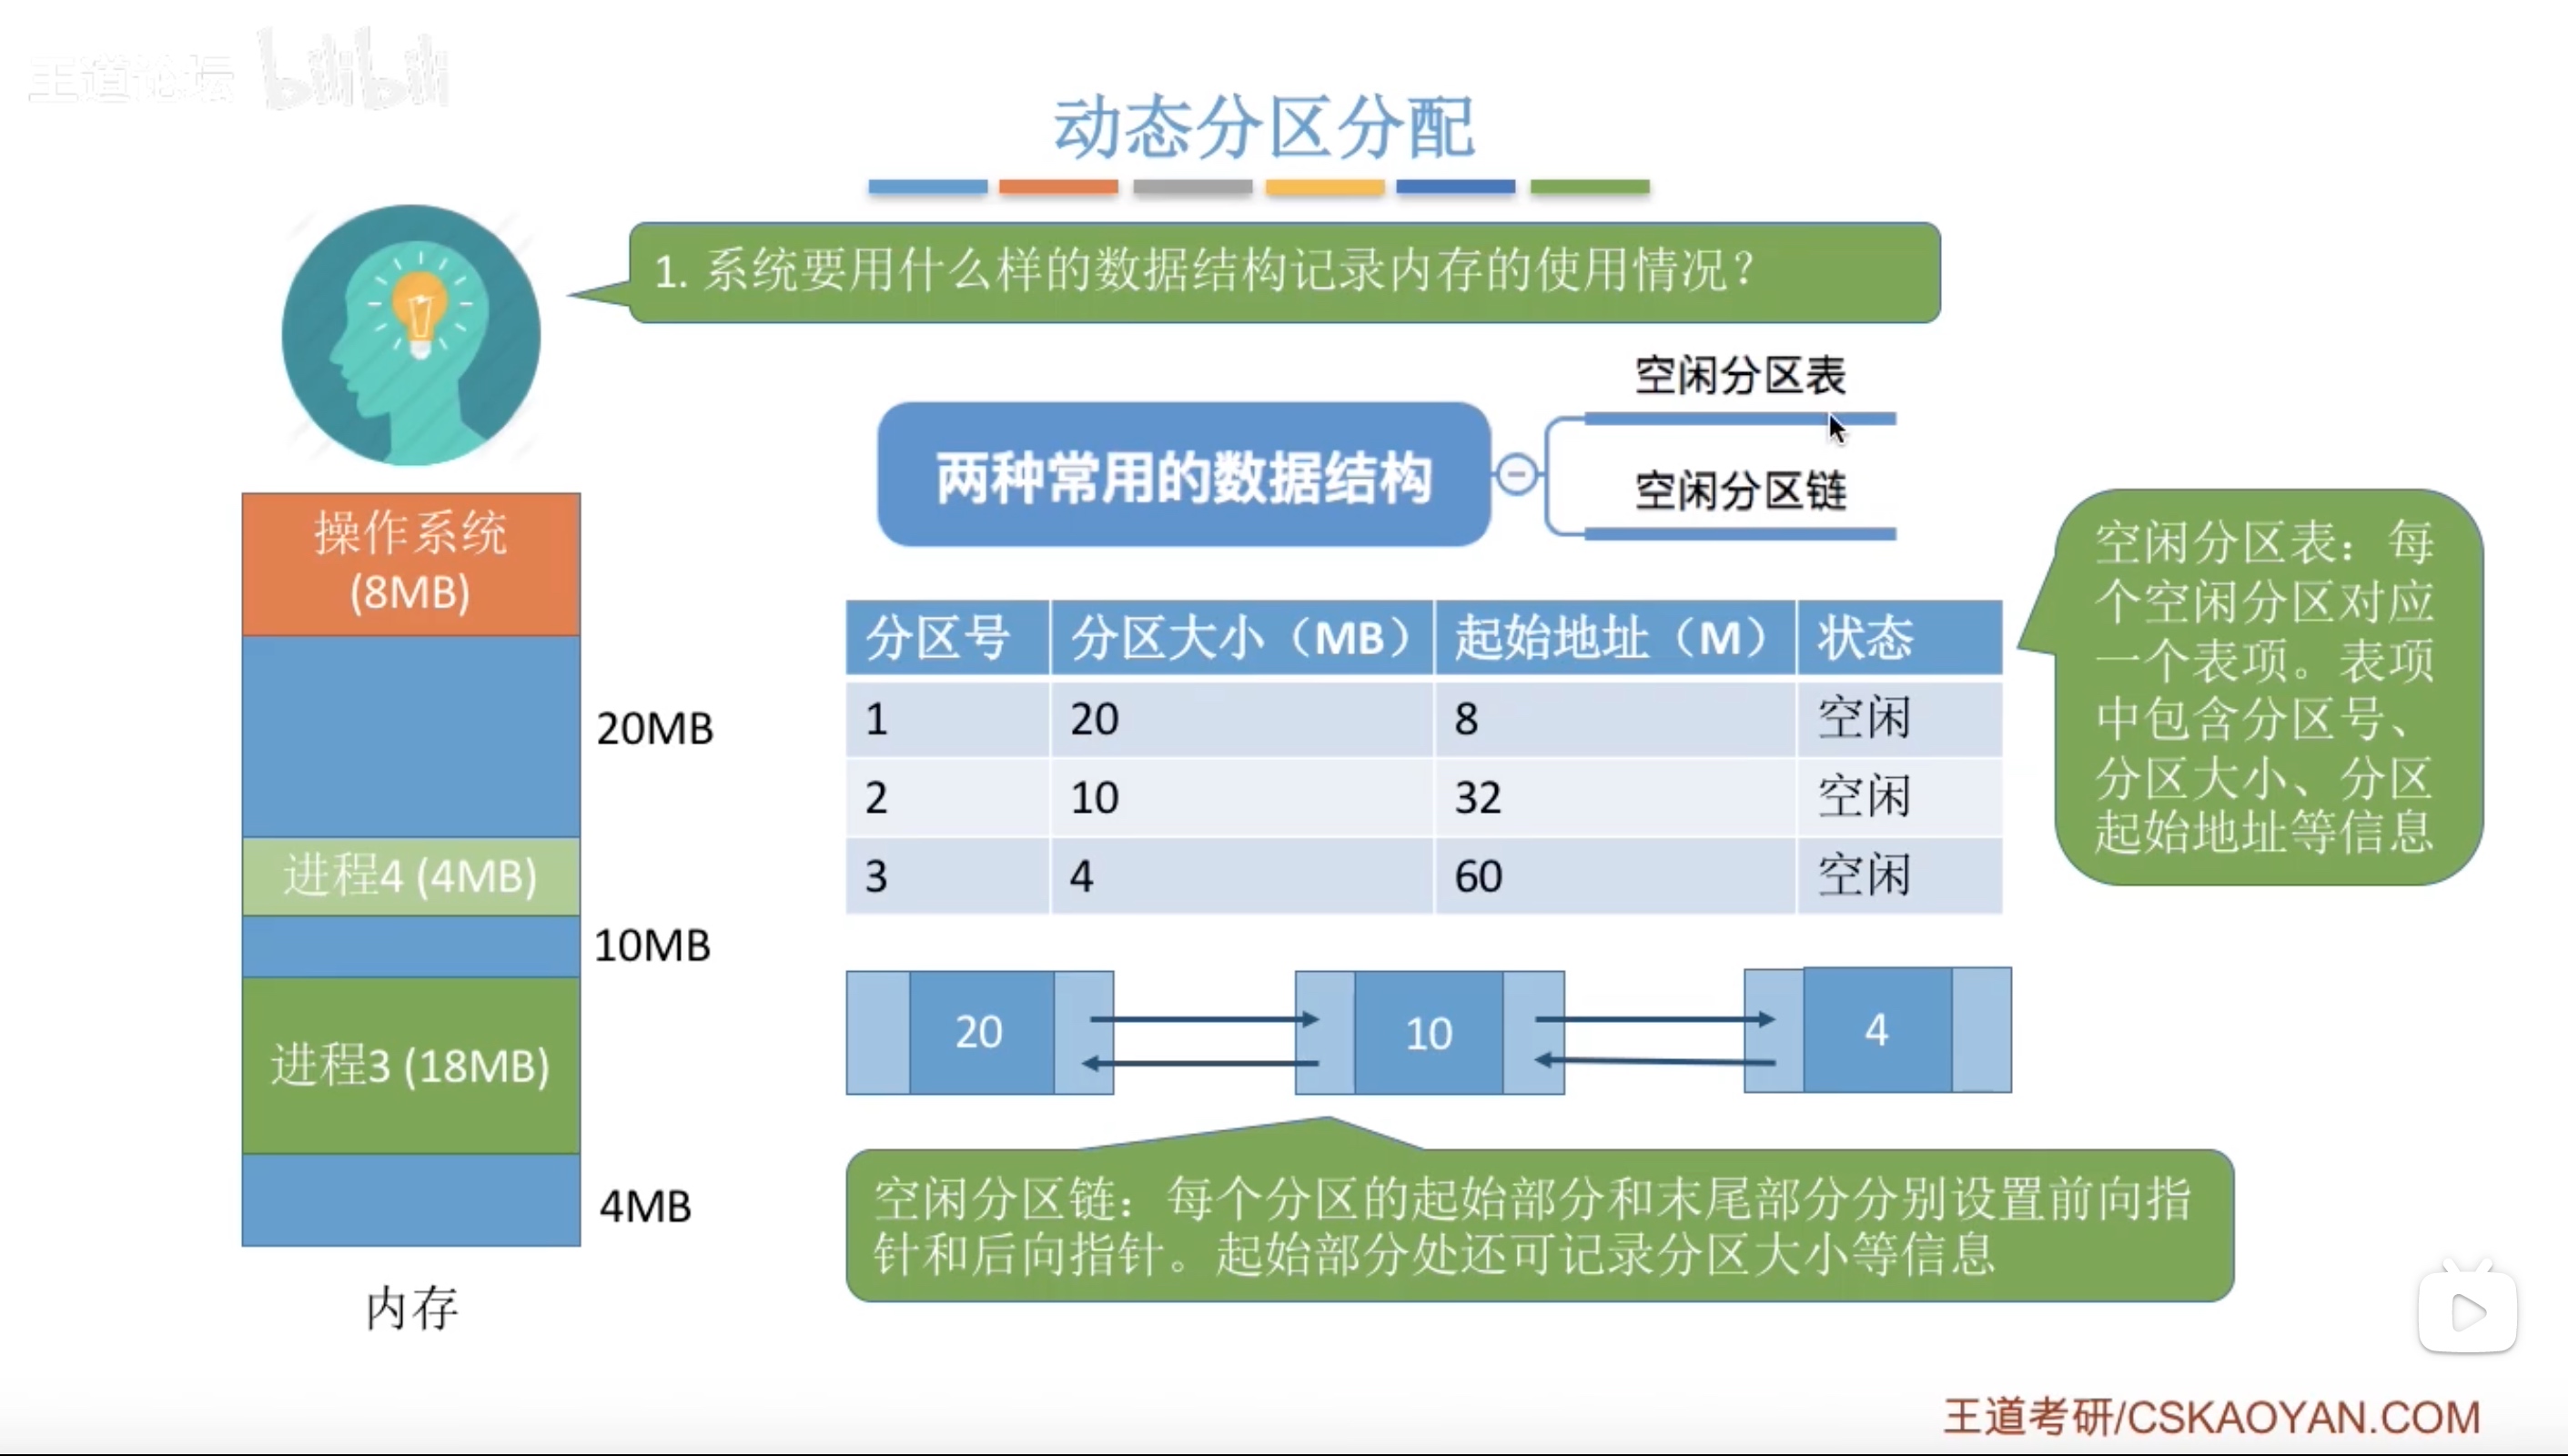 王道论坛 bilibili
动态分区分配
1. 系统要用什么样的数据结构记录内存的使用情况？
两种常用的数据结构
空闲分区表
空闲分区链
操作系统
(8MB)
20MB
进程4 (4MB)
10MB
进程3 (18MB)
4MB
内存
分区号 分区大小（MB） 起始地址（M） 状态
1 20 8 空闲
2 10 32 空闲
3 4 60 空闲
空闲分区表：每
个空闲分区对应
一个表项。表项
中包含分区号、
分区大小、分区
起始地址等信息
20 10 4
空闲分区链：每个分区的起始部分和末尾部分分别设置前向指
针和后向指针。起始部分处还可记录分区大小等信息
王道考研/CSKAOYAN.COM